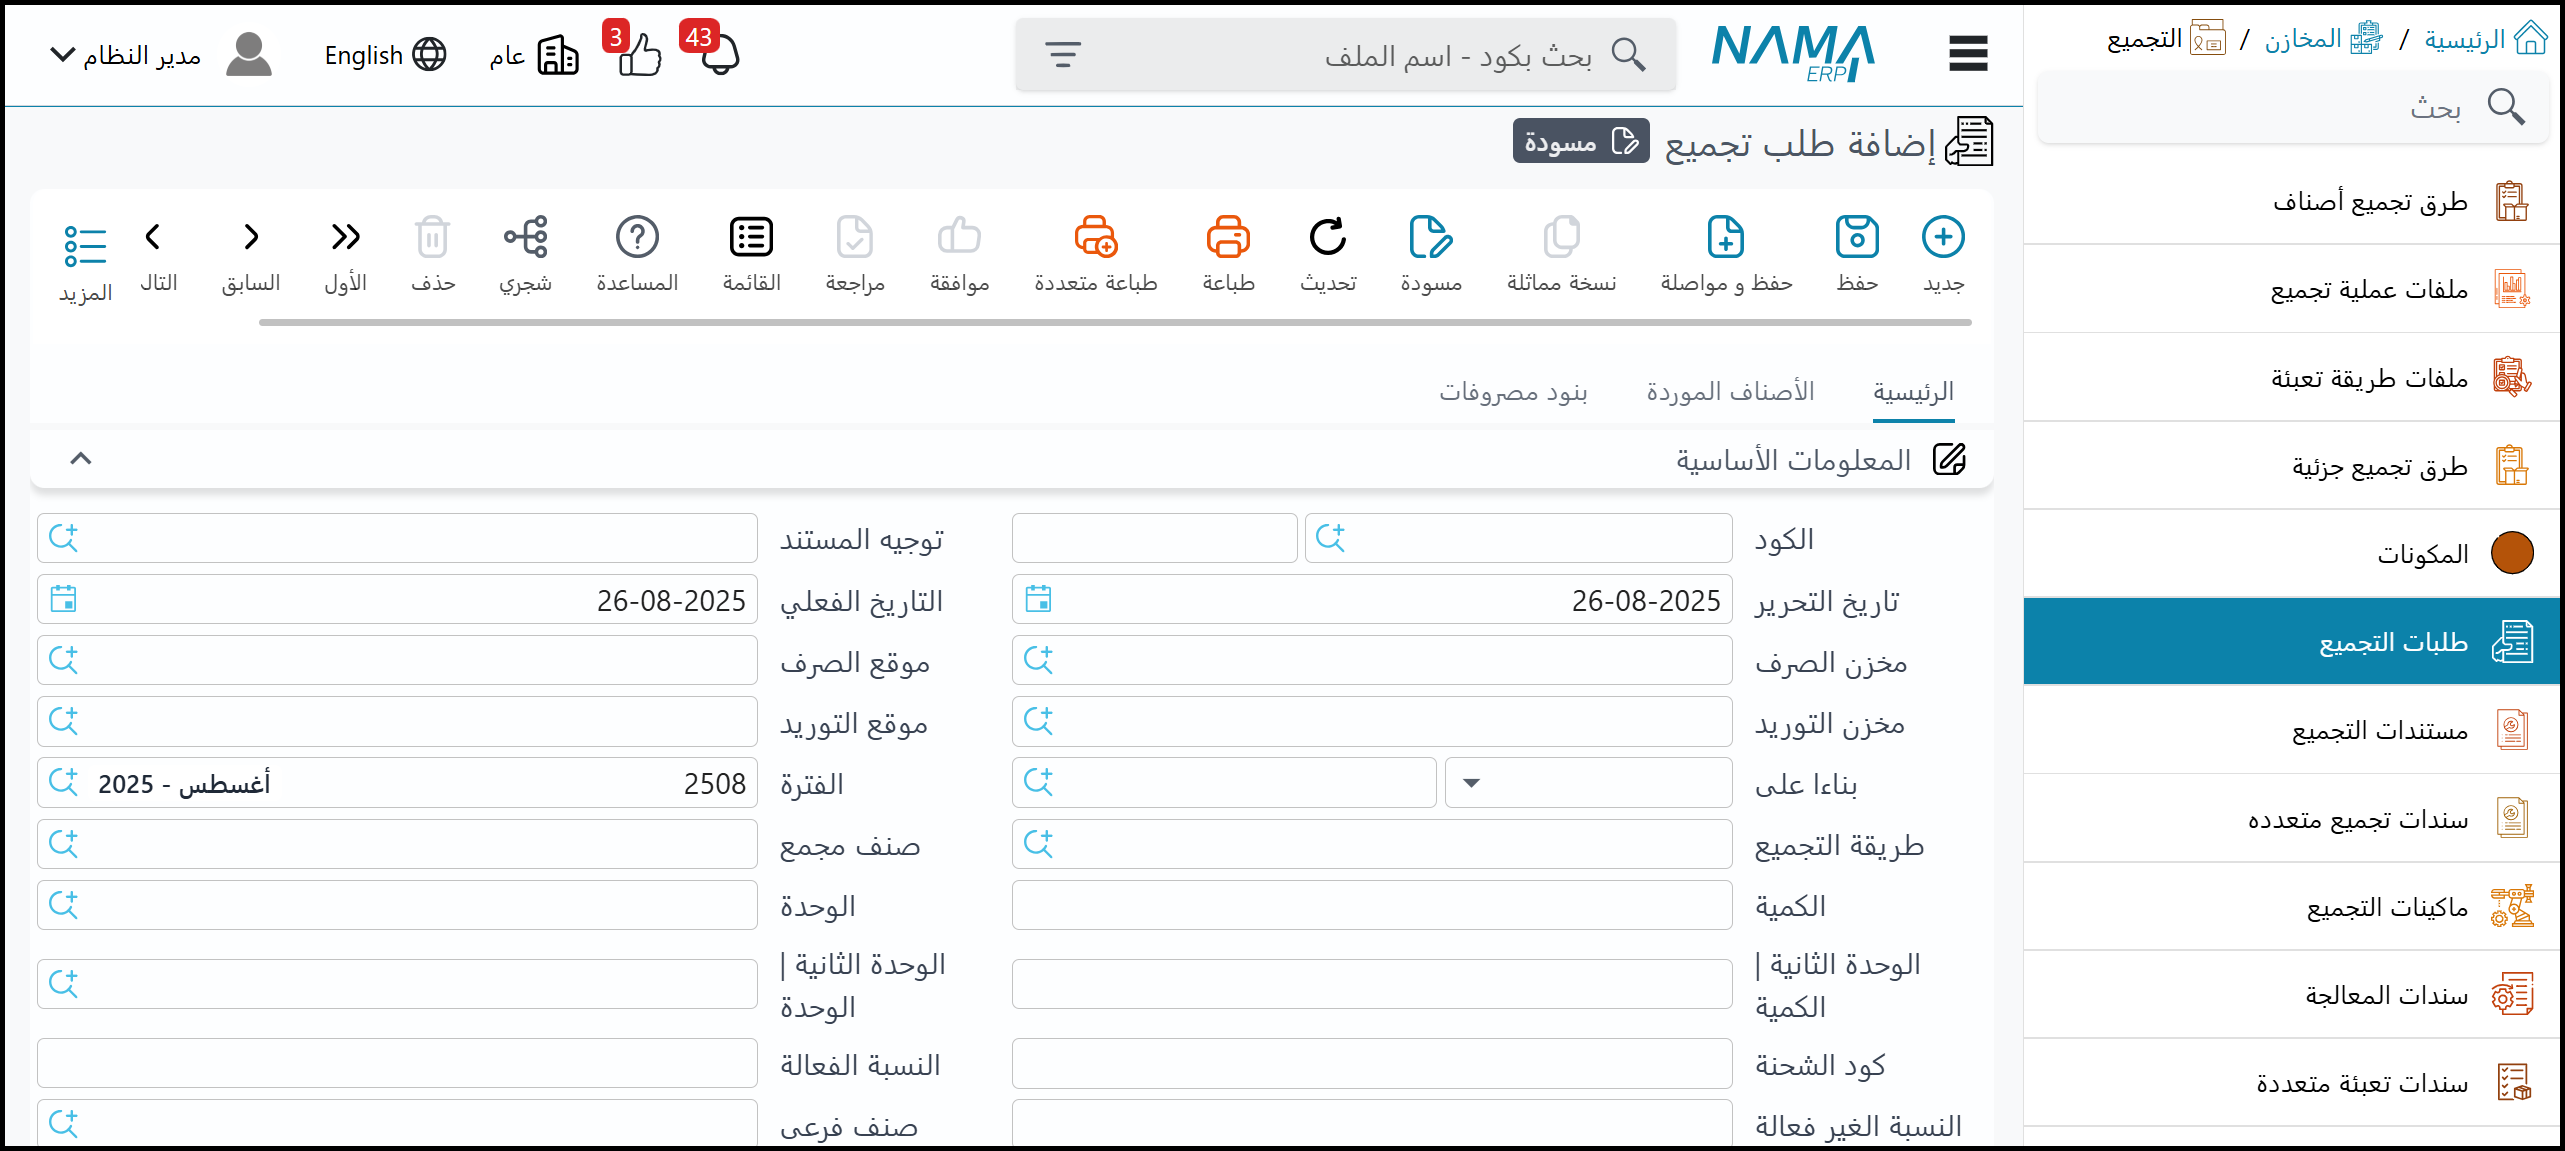 الرئيسية / المخازن / التجميع
بحث
طرق تجميع أصناف
ملفات عملية تجميع
ملفات طريقة تعبئة
طرق تجميع جزئية
المكونات
طلبات التجميع
مستندات التجميع
سندات تجميع متعدده
ماكينات التجميع
سندات المعالجة
سندات تعبئة متعددة
NAMA ERP
بحث بكود - اسم الملف
43
3
عام
English
مدير النظام
إضافة طلب تجميع
مسودة
جديد
حفظ
حفظ و مواصلة
نسخة مماثلة
مسودة
تحديث
طباعة
طباعة متعددة
موافقة
مراجعة
القائمة
المساعدة
شجري
حذف
الأول
السابق
التال
المزيد
الرئيسية
الأصناف الموردة
بنود مصروفات
المعلومات الأساسية
الكود
توجيه المستند
تاريخ التحرير 26-08-2025
التاريخ الفعلي 26-08-2025
مخزن الصرف
موقع الصرف
مخزن التوريد
موقع التوريد
بناءا على
الفترة 2508 أغسطس - 2025
طريقة التجميع
صنف مجمع
الكمية
الوحدة
الوحدة الثانية |
الكمية
الوحدة الثانية |
الوحدة
كود الشحنة
النسبة الفعالة
النسبة الغير فعالة
صنف فرعي